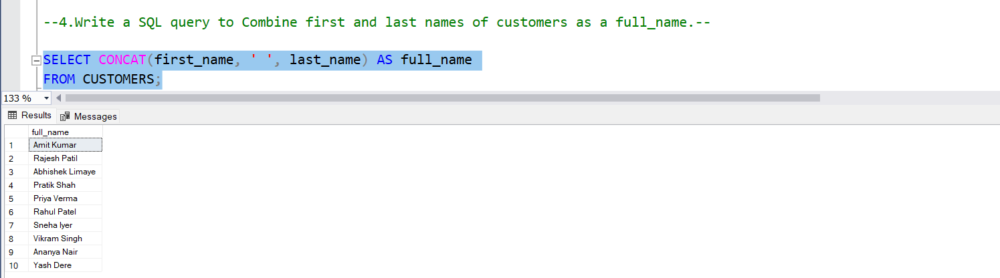 --4.Write a SQL query to Combine first and last names of customers as a full_name.--
SELECT CONCAT(first_name, ' ', last_name) AS full_name
FROM CUSTOMERS;
133 %
Results Messages
full_name
1 Amit Kumar
2 Rajesh Patil
3 Abhishek Limaye
4 Pratik Shah
5 Priya Verma
6 Rahul Patel
7 Sneha Iyer
8 Vikram Singh
9 Ananya Nair
10 Yash Dere